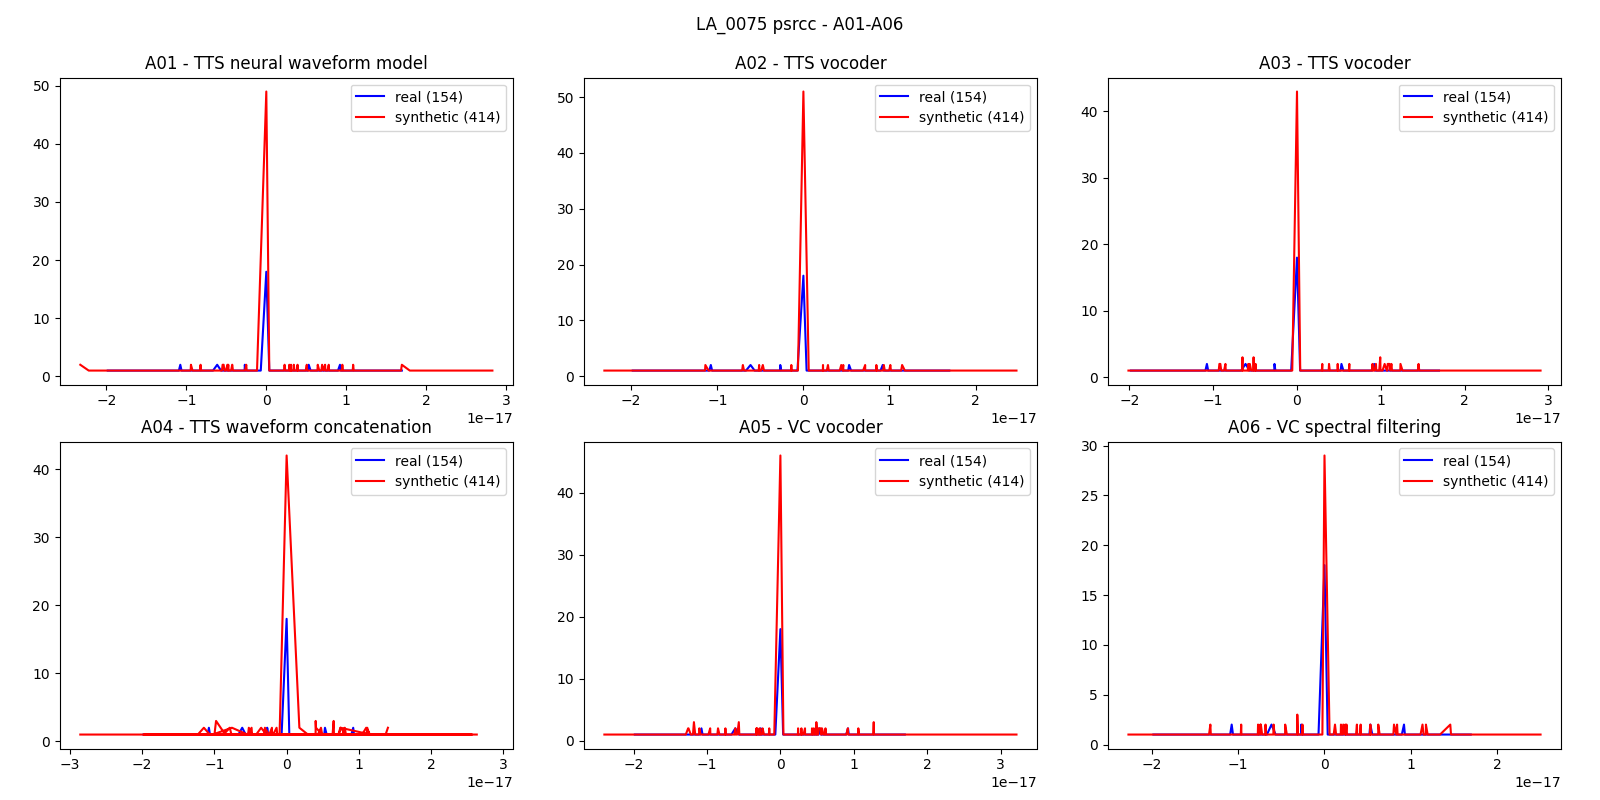 LA_0075 psrcc - A01-A06
A01 - TTS neural waveform model
50
40
30
20
10
0
−2
−1
0
1
2
3
1e−17
real (154)
synthetic (414)
A02 - TTS vocoder
50
40
30
20
10
0
−2
−1
0
1
2
1e−17
real (154)
synthetic (414)
A03 - TTS vocoder
40
30
20
10
0
−2
−1
0
1
2
3
1e−17
real (154)
synthetic (414)
A04 - TTS waveform concatenation
40
30
20
10
0
−3
−2
−1
0
1
2
3
1e−17
real (154)
synthetic (414)
A05 - VC vocoder
40
30
20
10
0
−2
−1
0
1
2
3
1e−17
real (154)
synthetic (414)
A06 - VC spectral filtering
30
25
20
15
10
5
0
−2
−1
0
1
2
1e−17
real (154)
synthetic (414)